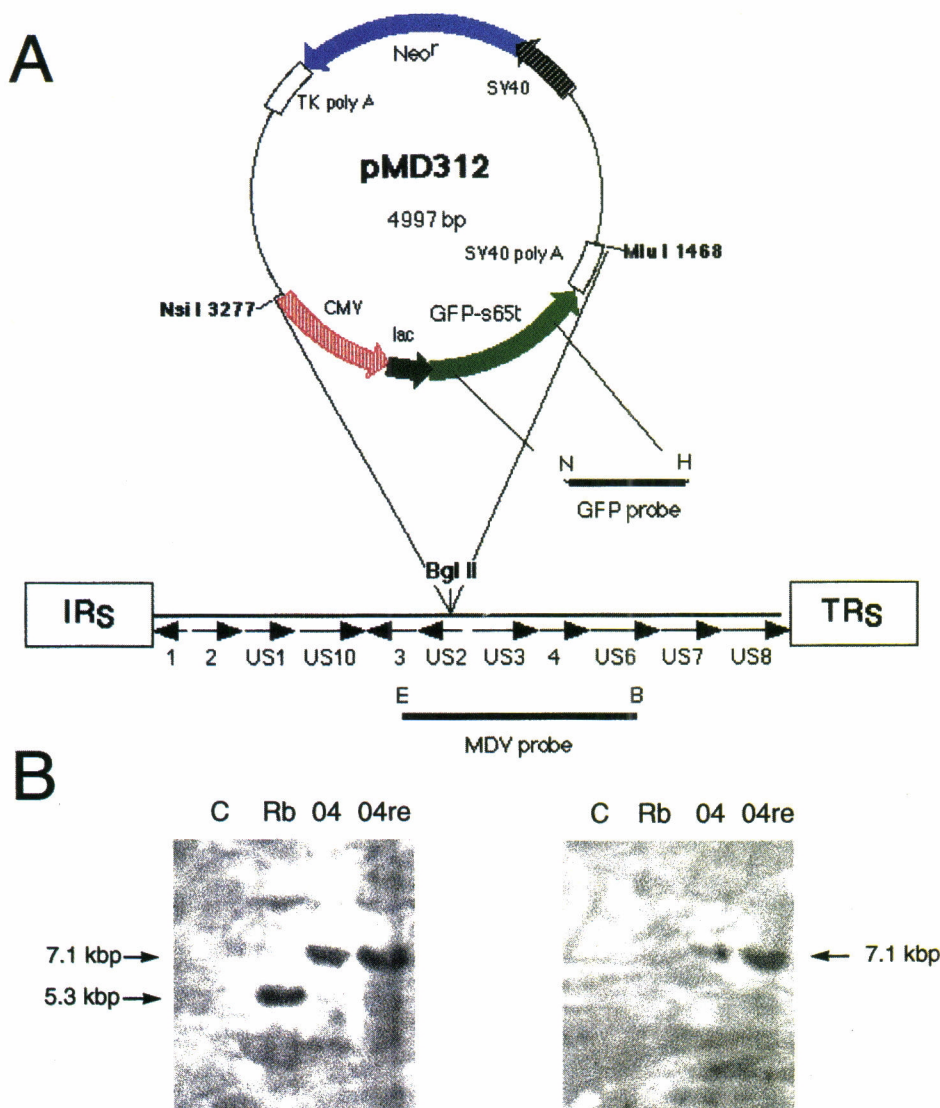 A
Neor
SV40
TK poly A
pMD312
4997 bp
SV40 poly A
Mlu I 1468
Nsi I 3277
CMV
lac
GFP-s65t
N H
GFP probe
Bgl II
IRS
TRS
1 2 US1 US10 3 US2 US3 4 US6 US7 US8
E B
MDV probe
B
C Rb 04 04re C Rb 04 04re
7.1 kbp 7.1 kbp
5.3 kbp